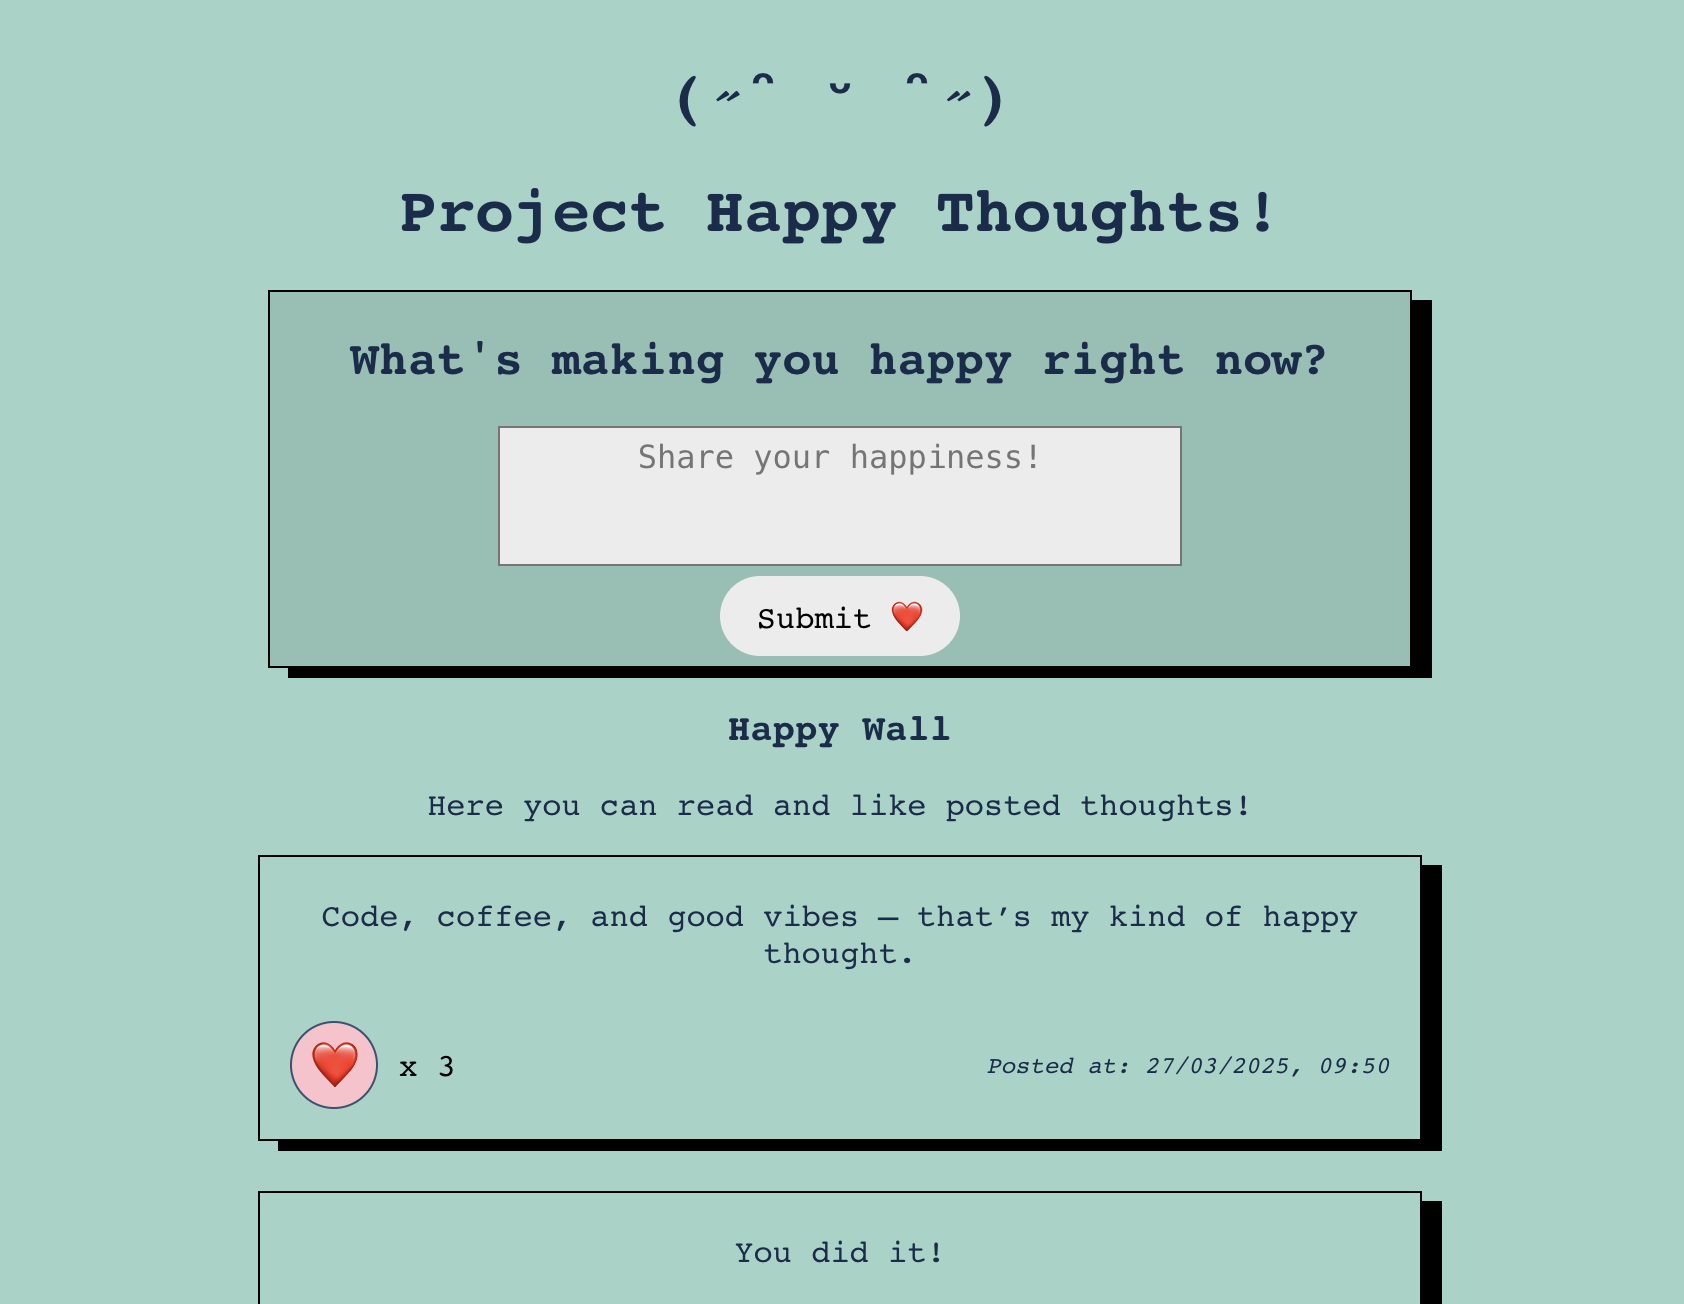 (˶ᵔ ᵕ ᵔ˶)
Project Happy Thoughts!
What's making you happy right now?
Share your happiness!
Submit ❤️
Happy Wall
Here you can read and like posted thoughts!
Code, coffee, and good vibes — that’s my kind of happy
thought.
❤️ x 3
Posted at: 27/03/2025, 09:50
You did it!